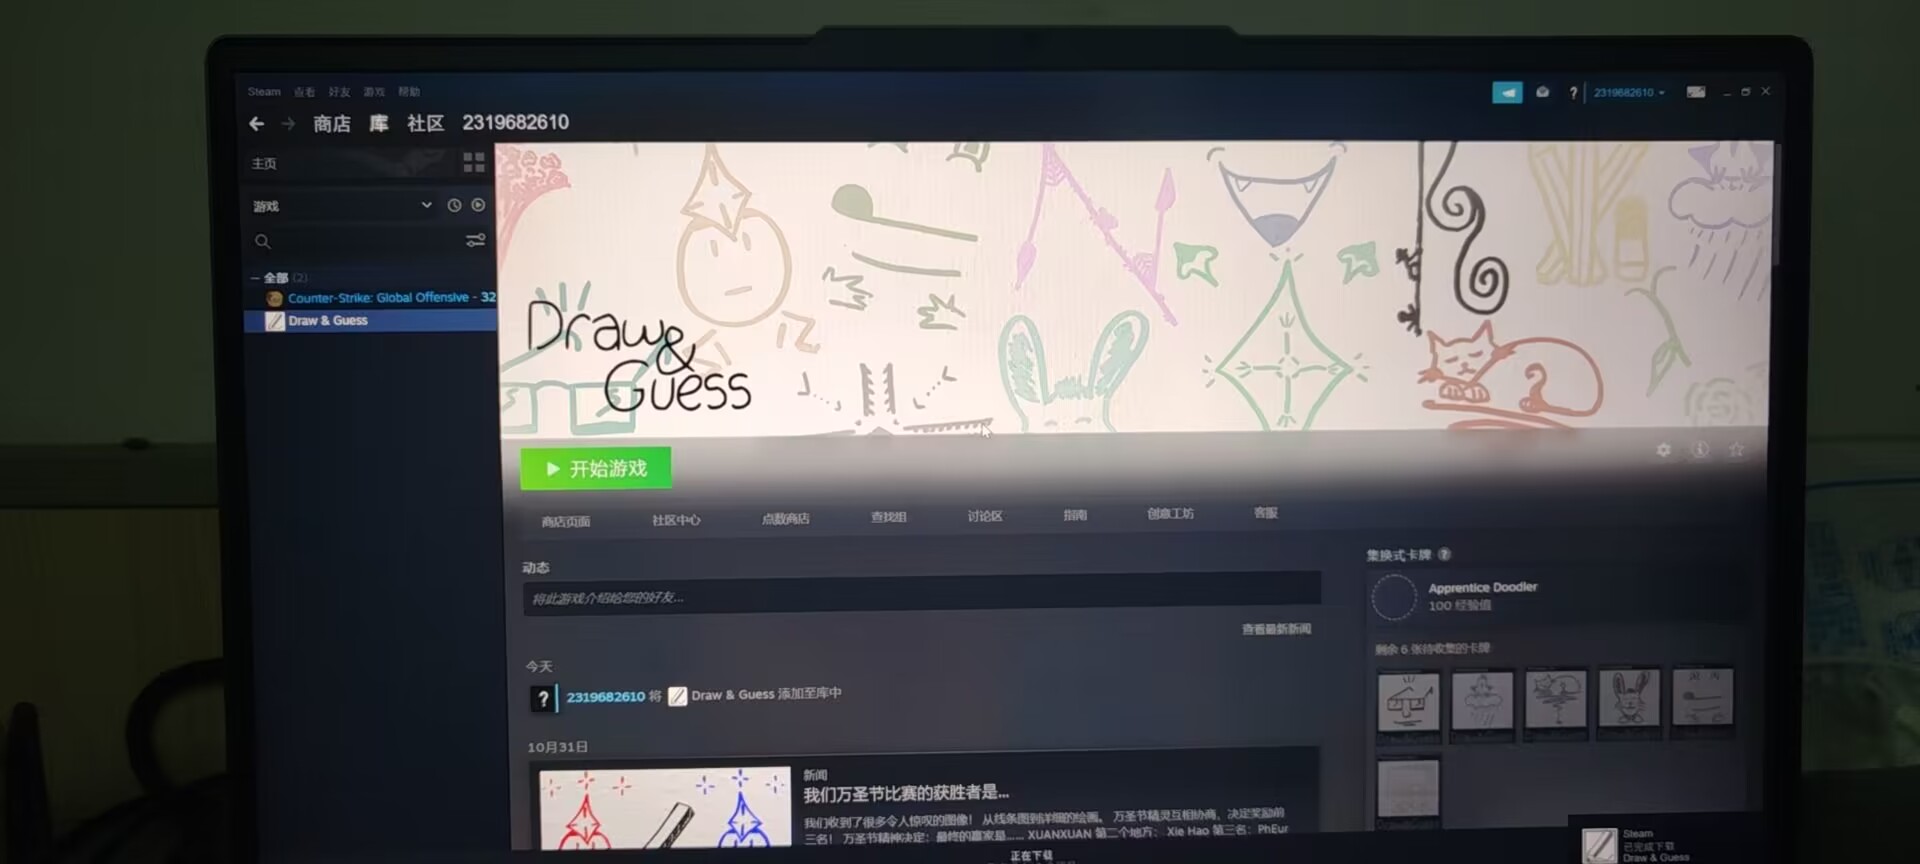 Steam 查看 好友 游戏 帮助
2319682610
商店 库 社区 2319682610
主页
游戏
全部 (2)
Counter-Strike: Global Offensive - 32
Draw & Guess
Draw & Guess
开始游戏
商店页面 社区中心 点数商店 查找组 讨论区 指南 创意工坊 客服
动态
将此游戏介绍给您的好友...
查看最新新闻
今天
2319682610 将 Draw & Guess 添加至库中
10月31日
新闻
我们万圣节比赛的获胜者是...
我们收到了很多令人惊叹的图像! 从线条图到详细的绘画。 万圣节精灵互相协商, 决定奖励前
三名! 万圣节精神决定: 最终的赢家是...... XUANXUAN 第二个地方: Xie Hao 第三名: PhEur
集换式卡牌
Apprentice Doodler
100 经验值
剩余 6 张待收集的卡牌
正在下载
Steam
已完成下载
Draw & Guess